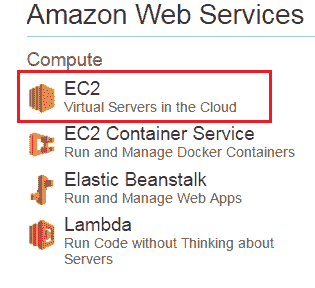 Amazon Web Services
Compute
EC2
Virtual Servers in the Cloud
EC2 Container Service
Run and Manage Docker Containers
Elastic Beanstalk
Run and Manage Web Apps
Lambda
Run Code without Thinking about
Servers